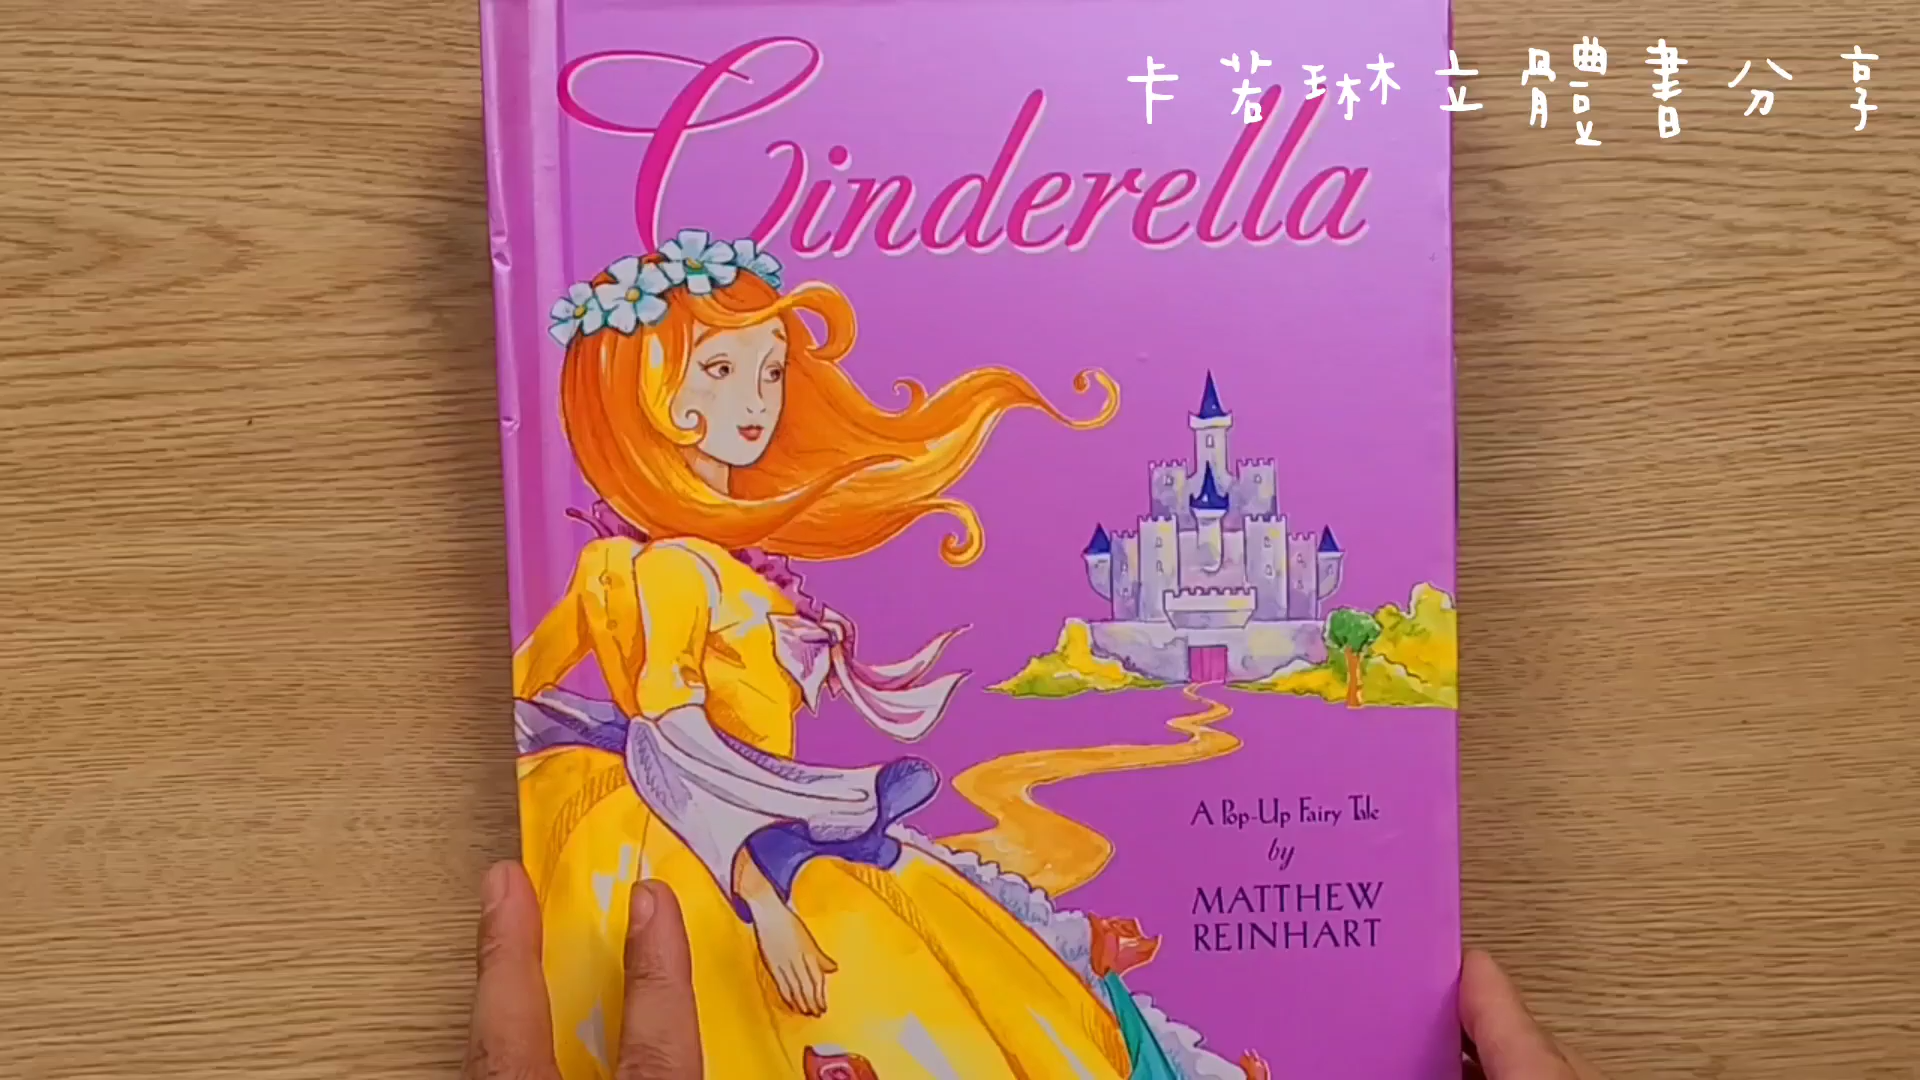 卡若琳立體書分享
Cinderella
A Pop-Up Fairy Tale
by
MATTHEW
REINHART